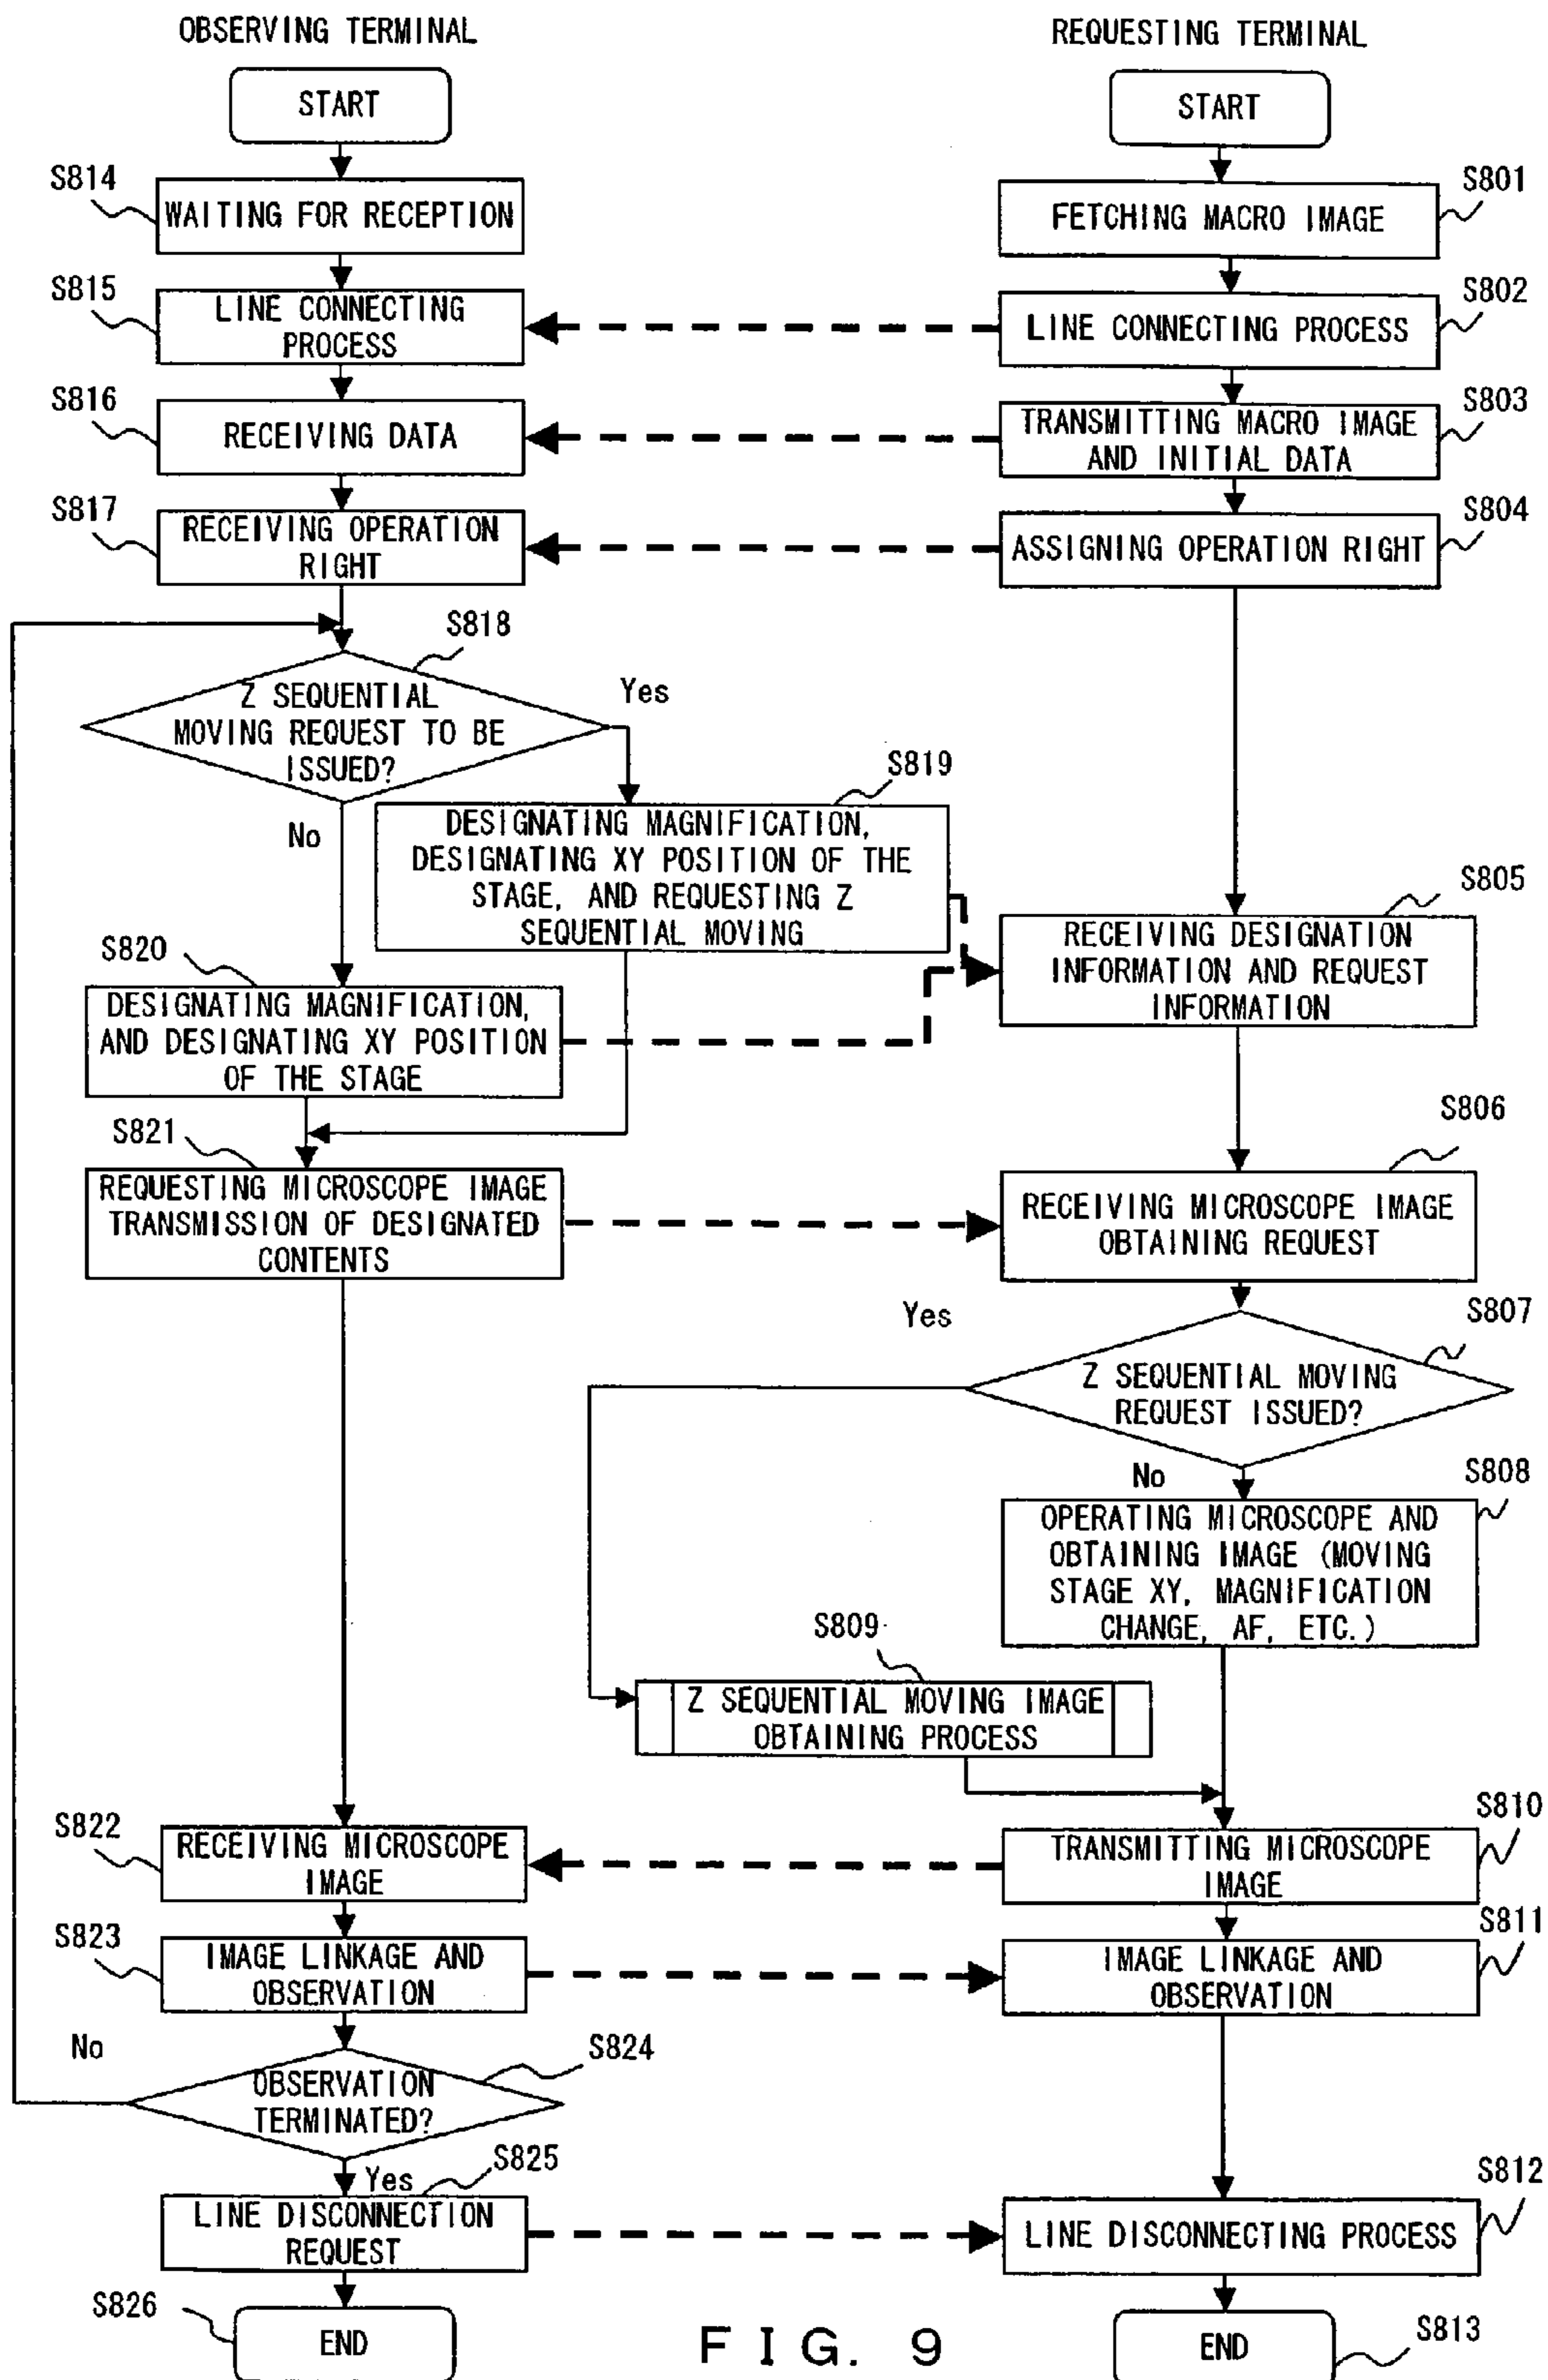 OBSERVING TERMINAL
START
S814
WAITING FOR RECEPTION
S815
LINE CONNECTING
PROCESS
S816
RECEIVING DATA
S817
RECEIVING OPERATION
RIGHT
S818
Z SEQUENTIAL
MOVING REQUEST TO BE
ISSUED?
Yes
No
S819
DESIGNATING MAGNIFICATION,
DESIGNATING XY POSITION OF THE
STAGE, AND REQUESTING Z
SEQUENTIAL MOVING
S820
DESIGNATING MAGNIFICATION,
AND DESIGNATING XY POSITION
OF THE STAGE
S821
REQUESTING MICROSCOPE IMAGE
TRANSMISSION OF DESIGNATED
CONTENTS
S822
RECEIVING MICROSCOPE
IMAGE
S823
IMAGE LINKAGE AND
OBSERVATION
No
S824
OBSERVATION
TERMINATED?
Yes
S825
LINE DISCONNECTION
REQUEST
S826
END
REQUESTING TERMINAL
START
S801
FETCHING MACRO IMAGE
S802
LINE CONNECTING PROCESS
S803
TRANSMITTING MACRO IMAGE
AND INITIAL DATA
S804
ASSIGNING OPERATION RIGHT
S805
RECEIVING DESIGNATION
INFORMATION AND REQUEST
INFORMATION
S806
RECEIVING MICROSCOPE IMAGE
OBTAINING REQUEST
Yes
S807
Z SEQUENTIAL MOVING
REQUEST ISSUED?
No
S808
OPERATING MICROSCOPE AND
OBTAINING IMAGE (MOVING
STAGE XY, MAGNIFICATION
CHANGE, AF, ETC.)
S809
Z SEQUENTIAL MOVING IMAGE
OBTAINING PROCESS
S810
TRANSMITTING MICROSCOPE
IMAGE
S811
IMAGE LINKAGE AND
OBSERVATION
S812
LINE DISCONNECTING PROCESS
END
S813
FIG. 9